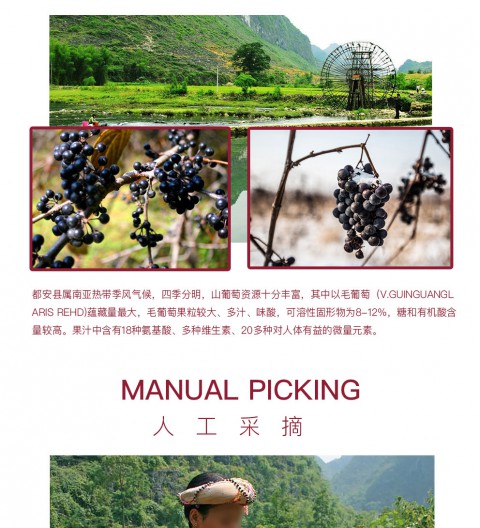 都安县属南亚热带季风气候，四季分明，山葡萄资源十分丰富，其中以毛葡萄（V.GUINGUANGL
ARIS REHD)蕴藏量最大，毛葡萄果粒较大、多汁、味酸，可溶性固形物为8-12%，糖和有机酸含
量较高。果汁中含有18种氨基酸、多种维生素、20多种对人体有益的微量元素。
MANUAL PICKING
人工采摘